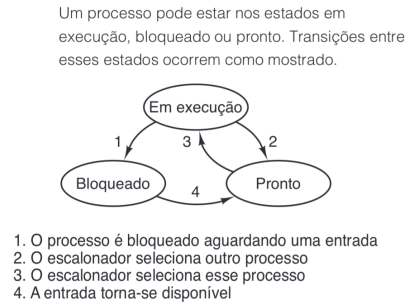 Um processo pode estar nos estados em
execução, bloqueado ou pronto. Transições entre
esses estados ocorrem como mostrado.
Em execução
1
3
2
Bloqueado
4
Pronto
1. O processo é bloqueado aguardando uma entrada
2. O escalonador seleciona outro processo
3. O escalonador seleciona esse processo
4. A entrada torna-se disponível